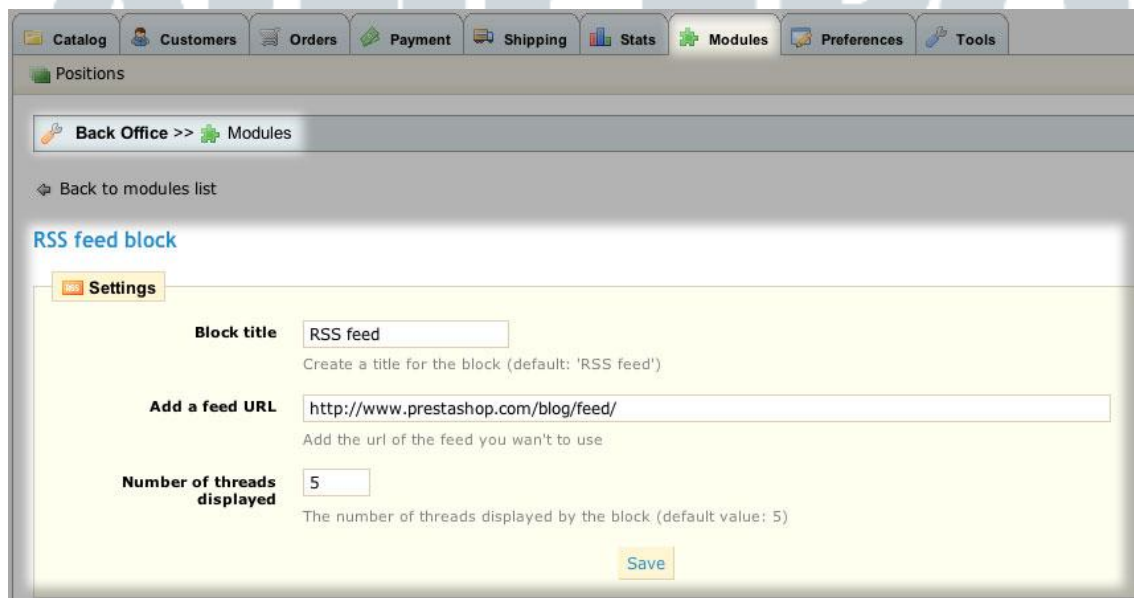 Catalog Customers Orders Payment Shipping Stats Modules Preferences Tools
Positions
Back Office >> Modules
Back to modules list
RSS feed block
RSS Settings
Block title RSS feed
Create a title for the block (default: 'RSS feed')
Add a feed URL http://www.prestashop.com/blog/feed/
Add the url of the feed you wan't to use
Number of threads
displayed 5
The number of threads displayed by the block (default value: 5)
Save